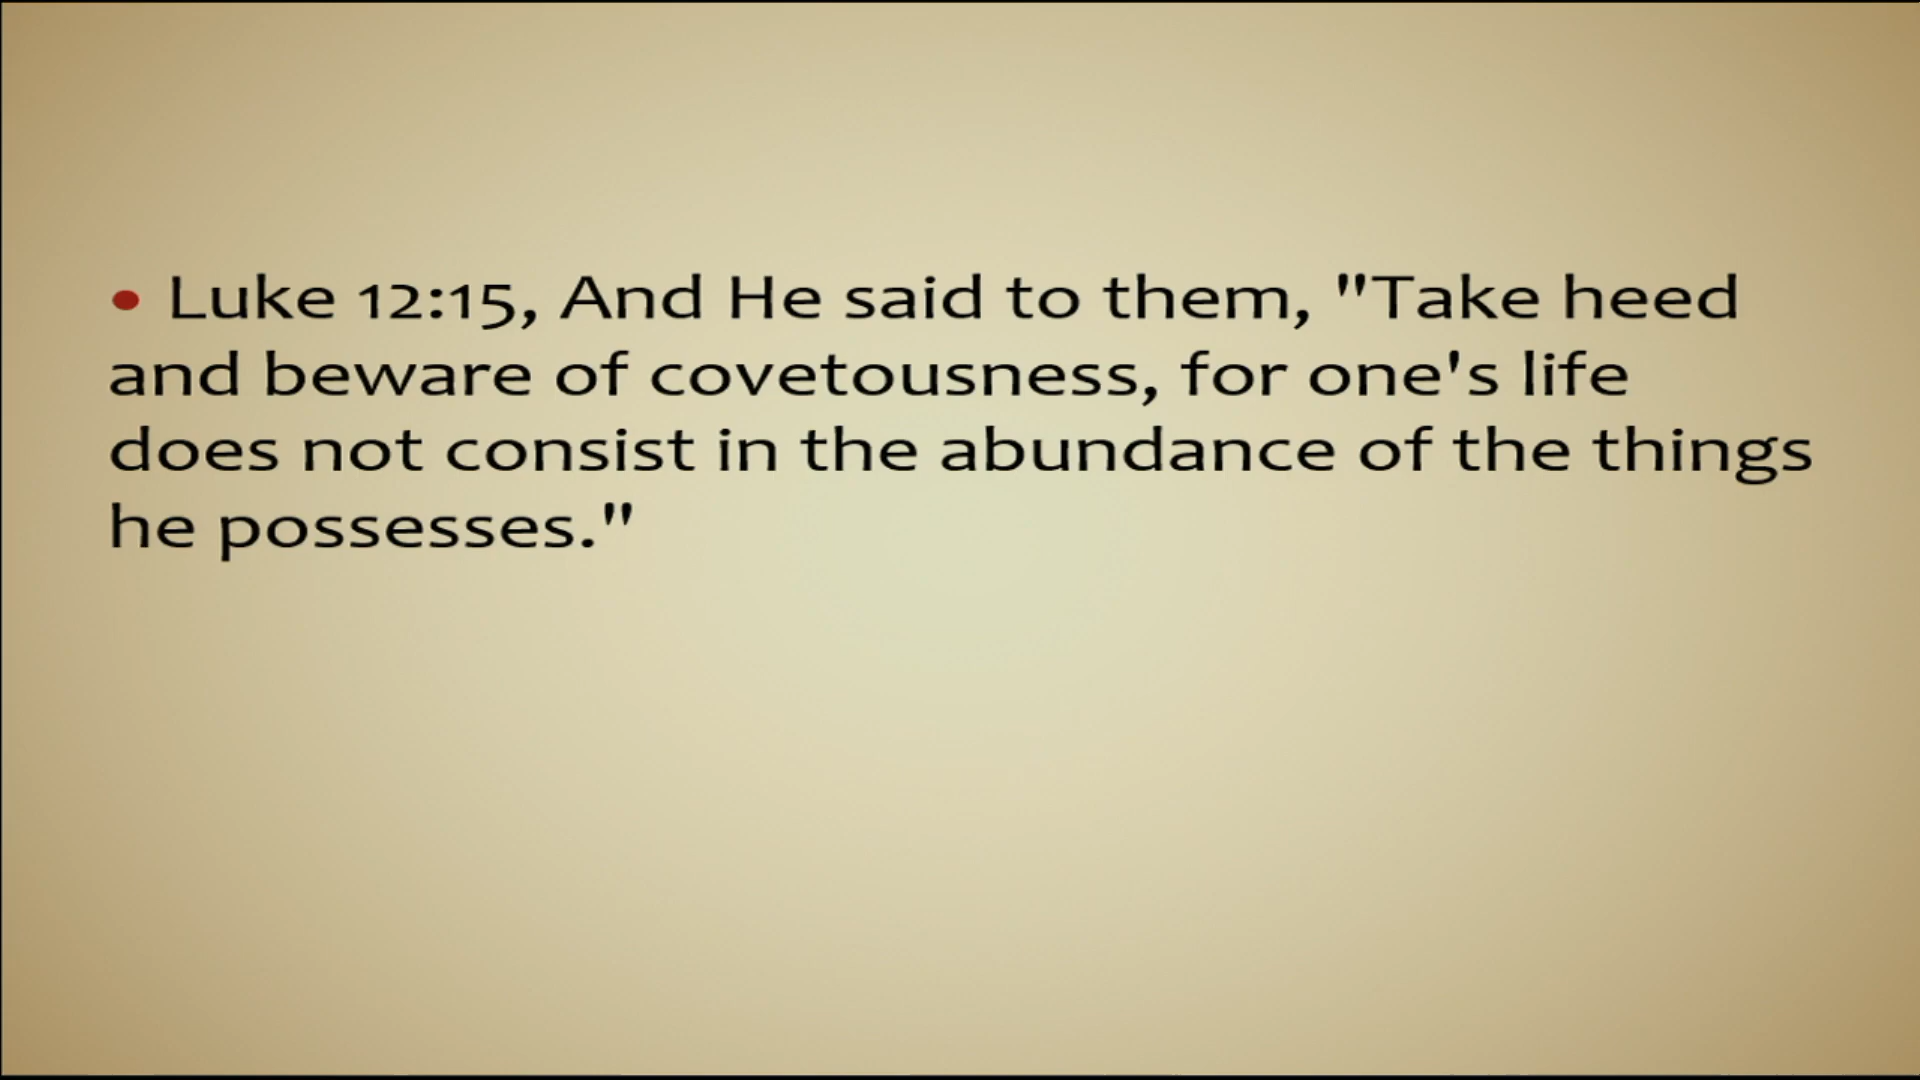 • Luke 12:15, And He said to them, "Take heed
and beware of covetousness, for one's life
does not consist in the abundance of the things
he possesses."